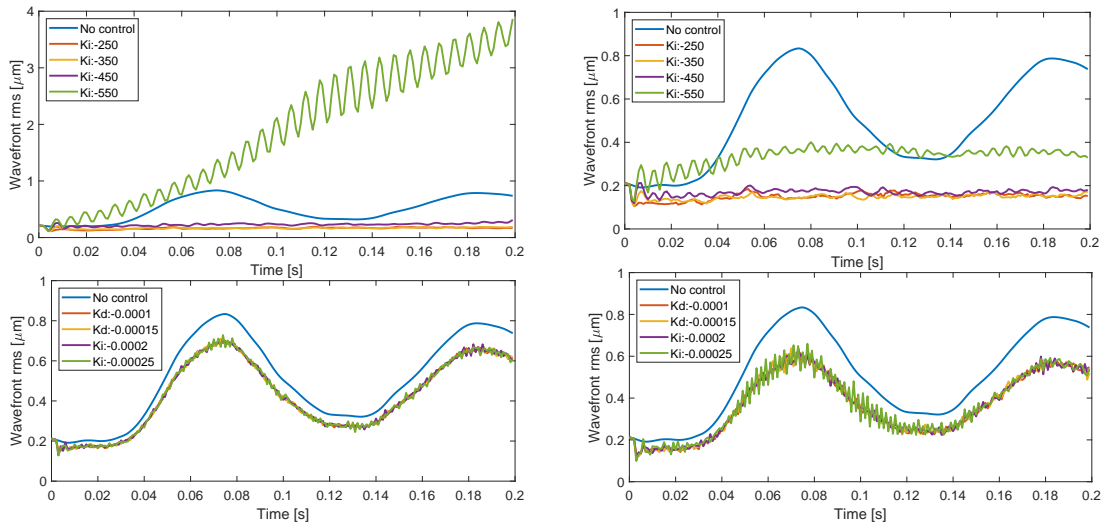 Wavefront rms [μm]
4
3
2
1
0
No control
Ki:-250
Ki:-350
Ki:-450
Ki:-550
0 0.02 0.04 0.06 0.08 0.1 0.12 0.14 0.16 0.18 0.2
Time [s]
Wavefront rms [μm]
1
0.8
0.6
0.4
0.2
0
No control
Ki:-250
Ki:-350
Ki:-450
Ki:-550
0 0.02 0.04 0.06 0.08 0.1 0.12 0.14 0.16 0.18 0.2
Time [s]
Wavefront rms [μm]
1
0.8
0.6
0.4
0.2
0
No control
Kd:-0.0001
Kd:-0.00015
Ki:-0.0002
Ki:-0.00025
0 0.02 0.04 0.06 0.08 0.1 0.12 0.14 0.16 0.18 0.2
Time [s]
Wavefront rms [μm]
1
0.8
0.6
0.4
0.2
0
No control
Kd:-0.0001
Kd:-0.00015
Ki:-0.0002
Ki:-0.00025
0 0.02 0.04 0.06 0.08 0.1 0.12 0.14 0.16 0.18 0.2
Time [s]